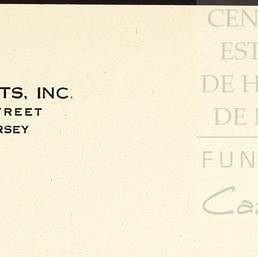 TS, INC.
TREET
RSEY
CEN
EST
DE H
DE
FUN
Ca